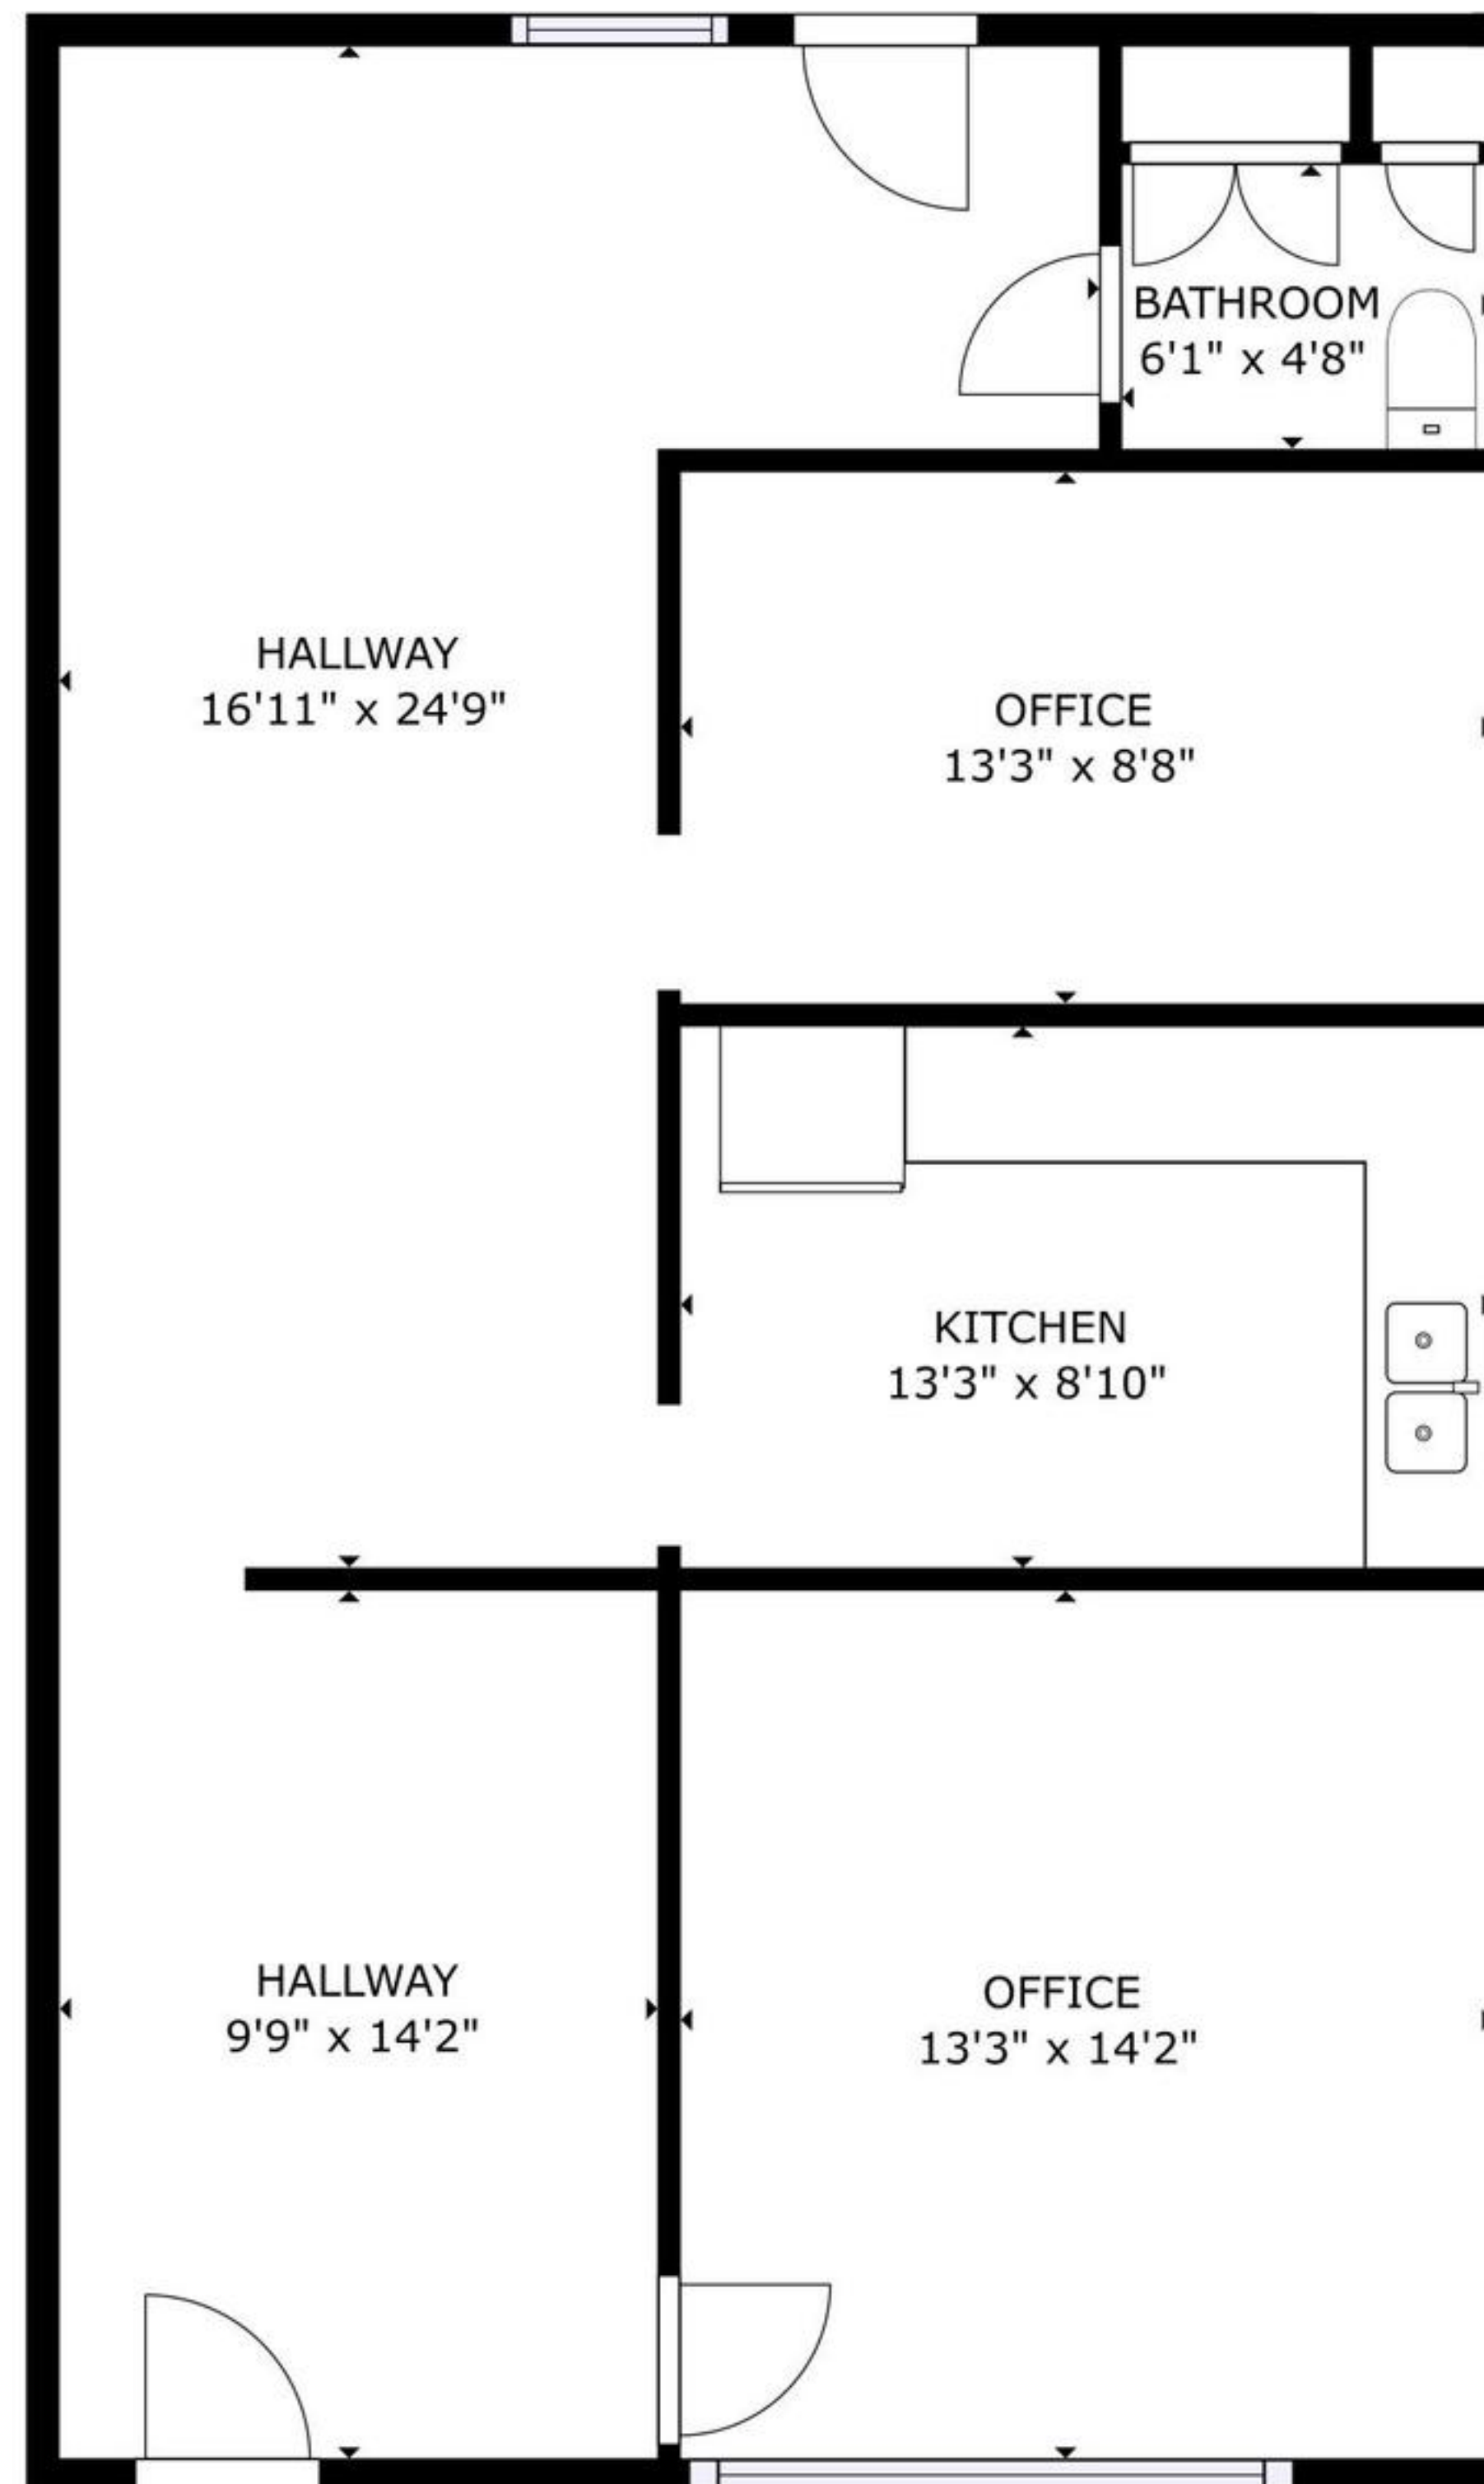 BATHROOM
6'1" x 4'8"
HALLWAY
16'11" x 24'9"
OFFICE
13'3" x 8'8"
KITCHEN
13'3" x 8'10"
HALLWAY
9'9" x 14'2"
OFFICE
13'3" x 14'2"